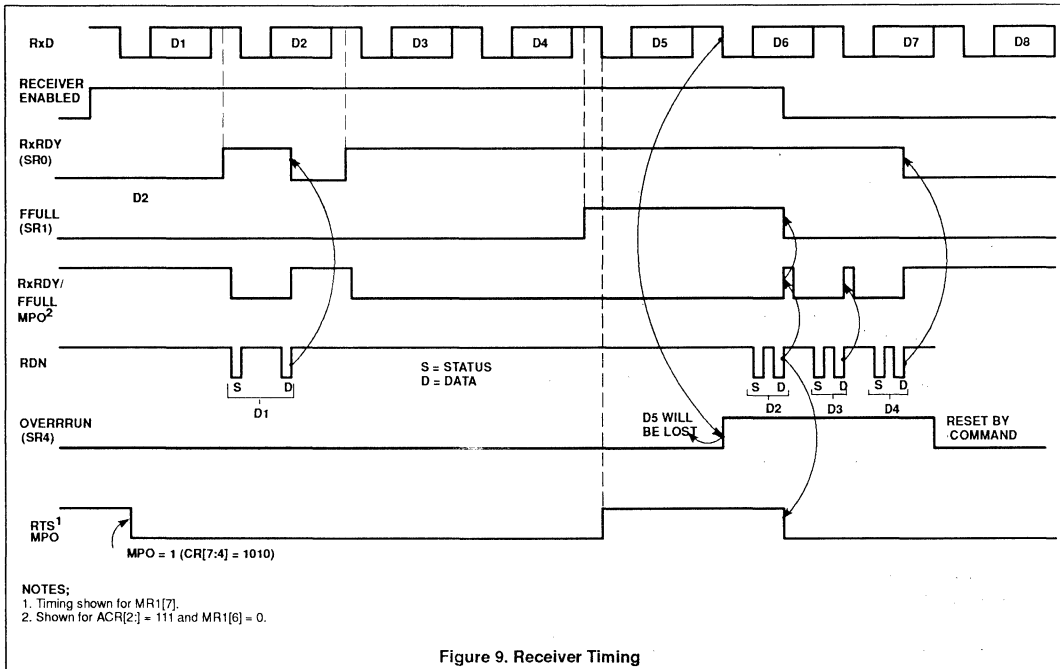 RxD D1 D2 D3 D4 D5 D6 D7 D8
RECEIVER
ENABLED
RxRDY
(SR0)
D2
FFULL
(SR1)
RxRDY/
FFULL
MPO2
RDN
S D S D S D S D
D1 D2 D3 D4
S = STATUS
D = DATA
OVERRRUN
(SR4)
D5 WILL
BE LOST
RESET BY
COMMAND
RTS1
MPO
MPO = 1 (CR[7:4] = 1010)
NOTES;
1. Timing shown for MR1[7].
2. Shown for ACR[2:] = 111 and MR1[6] = 0.
Figure 9. Receiver Timing